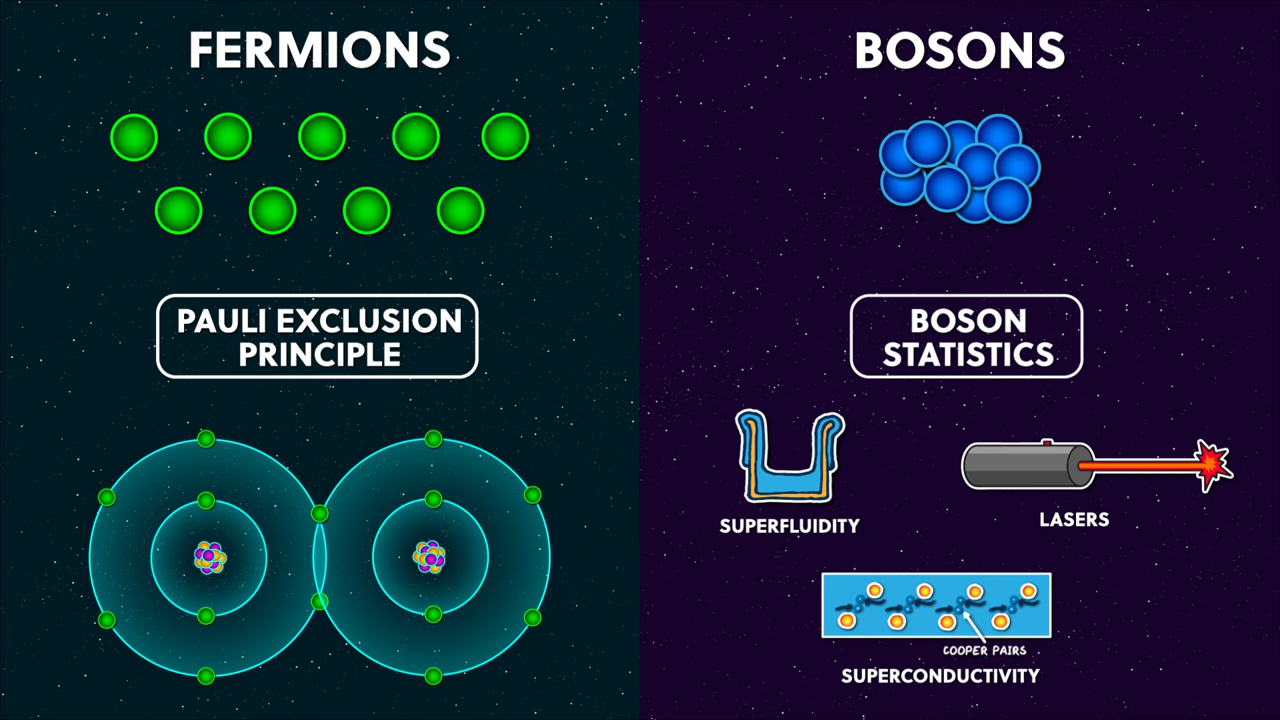 FERMIONS
PAULI EXCLUSION
PRINCIPLE
BOSONS
BOSON
STATISTICS
SUPERFLUIDITY
LASERS
COOPER PAIRS
SUPERCONDUCTIVITY